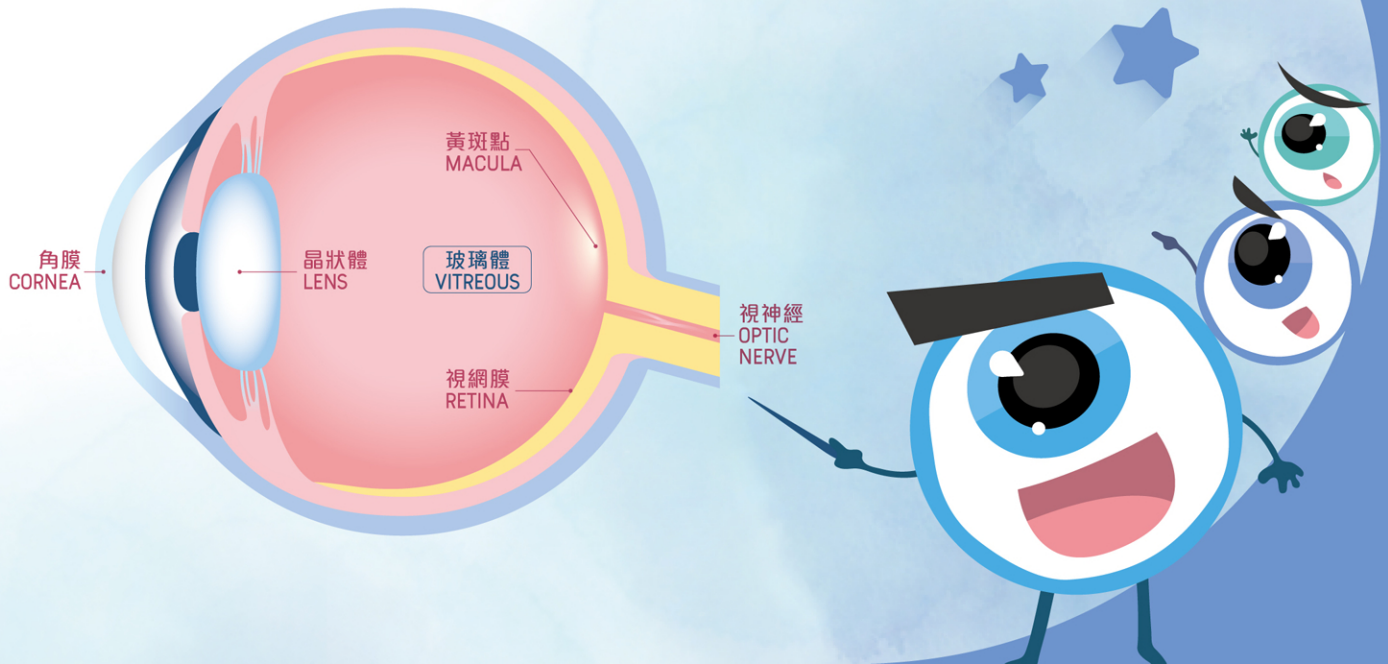 黃斑點
MACULA
角膜
CORNEA
晶狀體
LENS
玻璃體
VITREOUS
視神經
OPTIC
NERVE
視網膜
RETINA